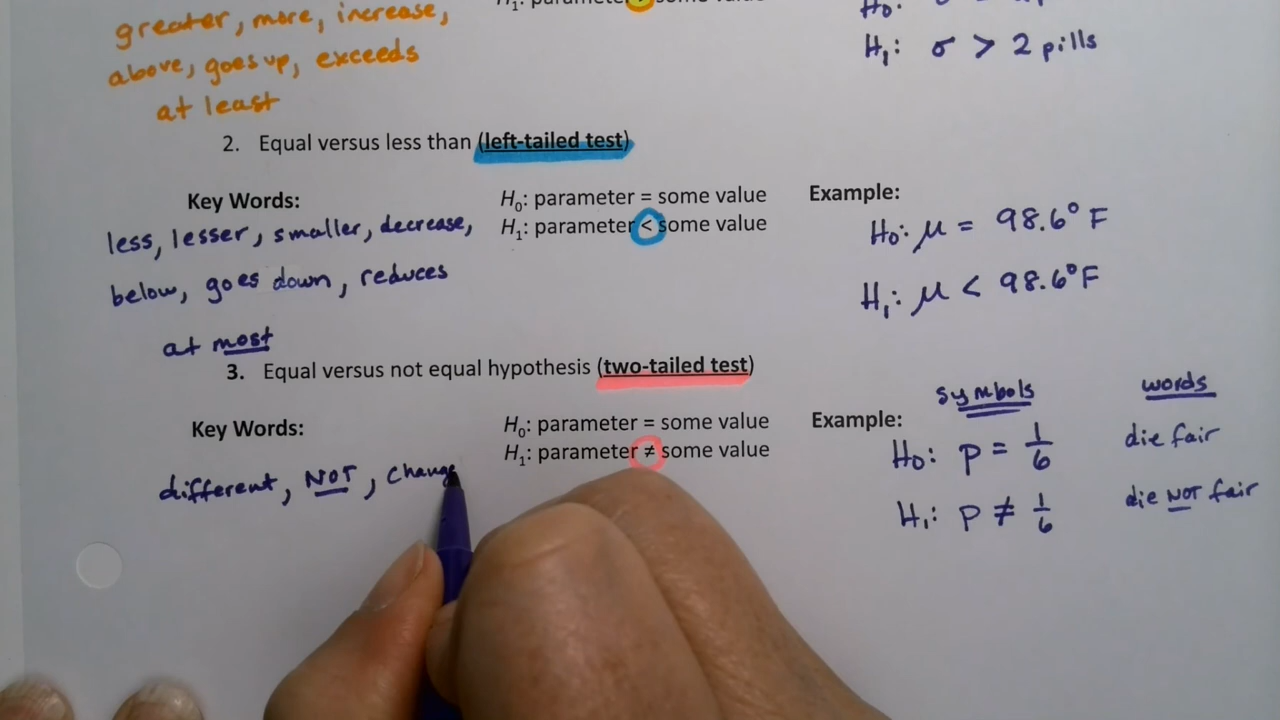 greater, more, increase,
above, goes up, exceeds
at least
H₁: parameter > some value
H₀:
H₁: σ > 2 pills
2. Equal versus less than (left-tailed test)
Key Words:
less, lesser, smaller, decrease,
below, goes down, reduces
at most
H₀: parameter = some value
H₁: parameter < some value
Example:
H₀: μ = 98.6° F
H₁: μ < 98.6° F
3. Equal versus not equal hypothesis (two-tailed test)
Key Words:
different, NOT, change
H₀: parameter = some value
H₁: parameter ≠ some value
Example:
symbols words
H₀: p = 1/6 die fair
H₁: p ≠ 1/6 die NOT fair